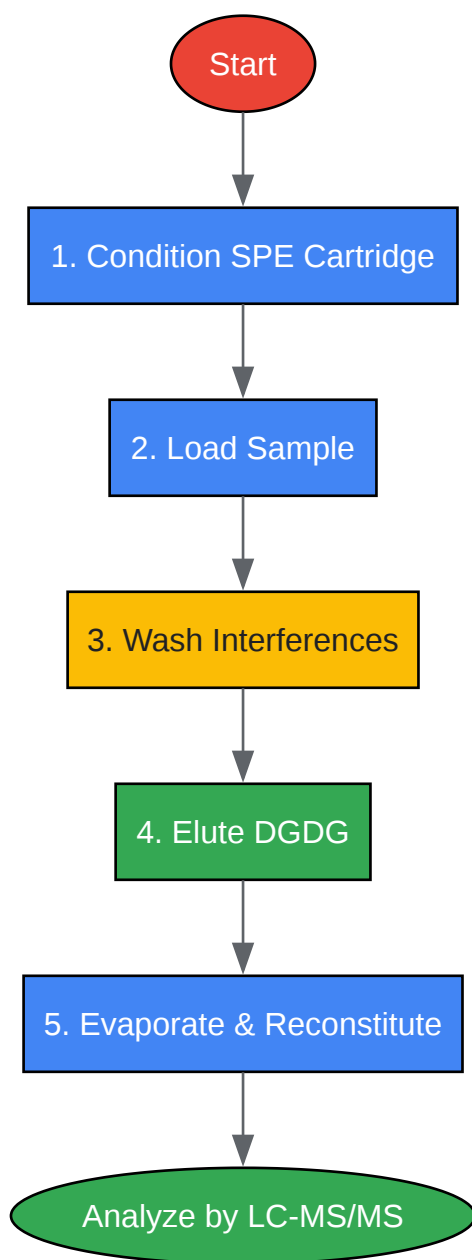 Start
1. Condition SPE Cartridge
2. Load Sample
3. Wash Interferences
4. Elute DGDG
5. Evaporate & Reconstitute
Analyze by LC-MS/MS